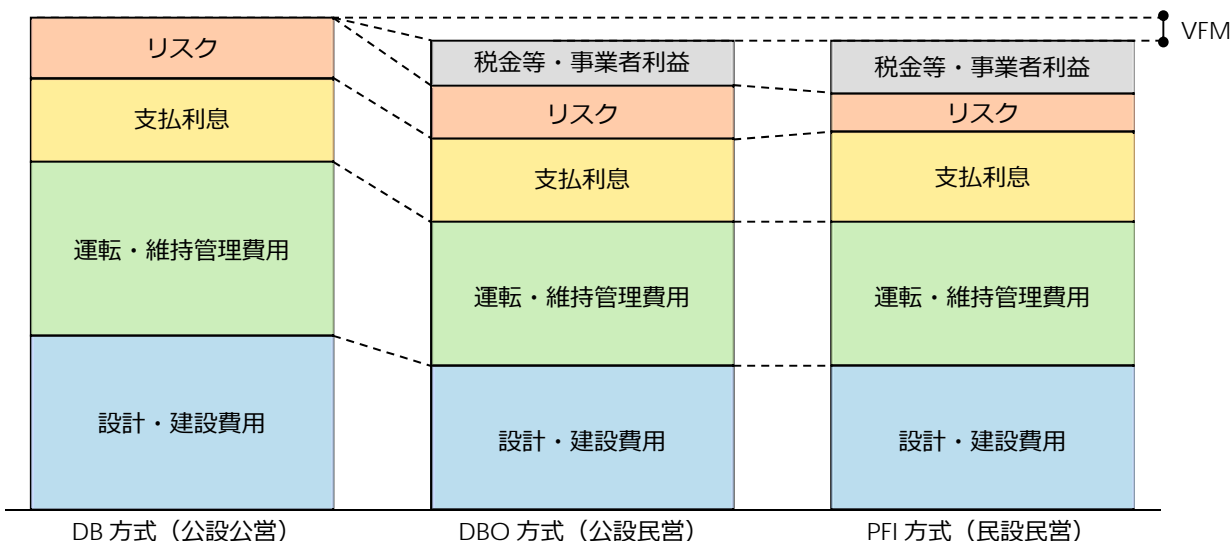 VFM
リスク
支払利息
運転・維持管理費用
設計・建設費用
DB 方式（公設公営）
税金等・事業者利益
リスク
支払利息
運転・維持管理費用
設計・建設費用
DBO 方式（公設民営）
税金等・事業者利益
リスク
支払利息
運転・維持管理費用
設計・建設費用
PFI 方式（民設民営）